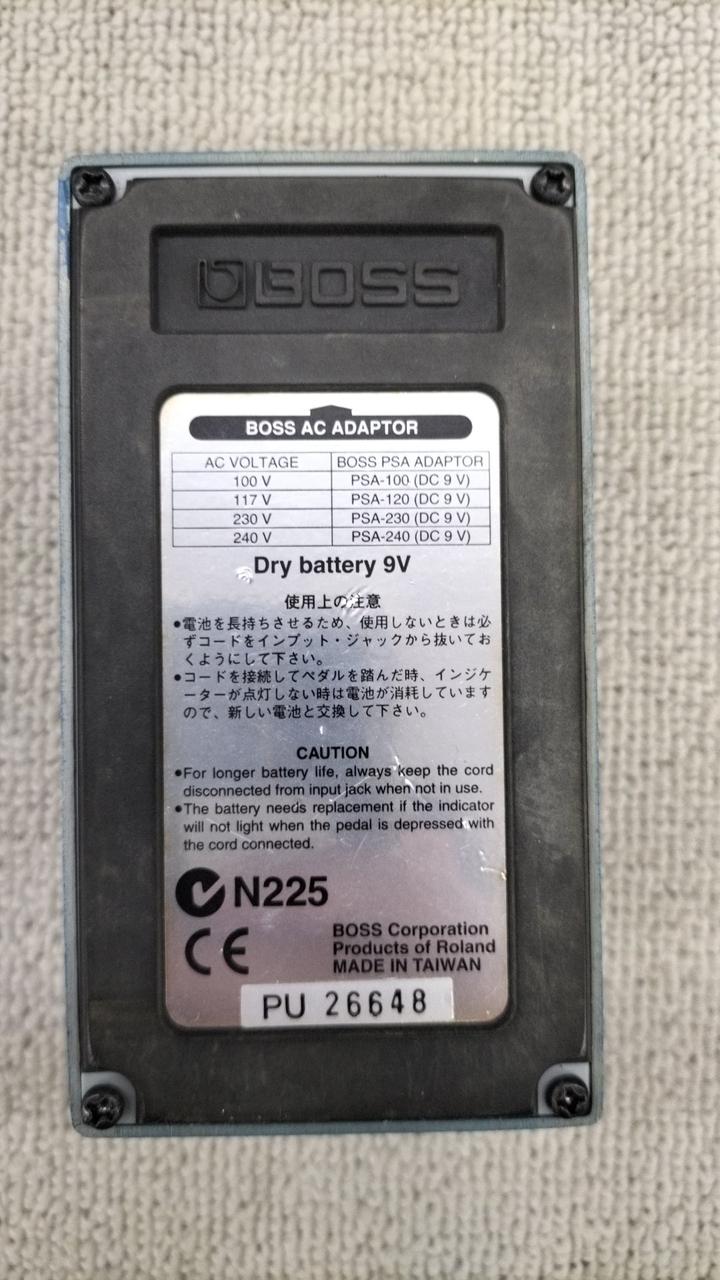 BOSS
BOSS AC ADAPTOR
AC VOLTAGE BOSS PSA ADAPTOR
100 V PSA-100 (DC 9 V)
117 V PSA-120 (DC 9 V)
230 V PSA-230 (DC 9 V)
240 V PSA-240 (DC 9 V)
Dry battery 9V
使用上の注意
●電池を長持ちさせるため、使用しないときは必
ずコードをインプット・ジャックから抜いてお
くようにして下さい。
●コードを接続してペダルを踏んだ時、インジケ
ーターが点灯しない時は電池が消耗しています
ので、新しい電池と交換して下さい。
CAUTION
●For longer battery life, always keep the cord
disconnected from input jack when not in use.
●The battery needs replacement if the indicator
will not light when the pedal is depressed with
the cord connected.
N225
CE
BOSS Corporation
Products of Roland
MADE IN TAIWAN
PU 26648